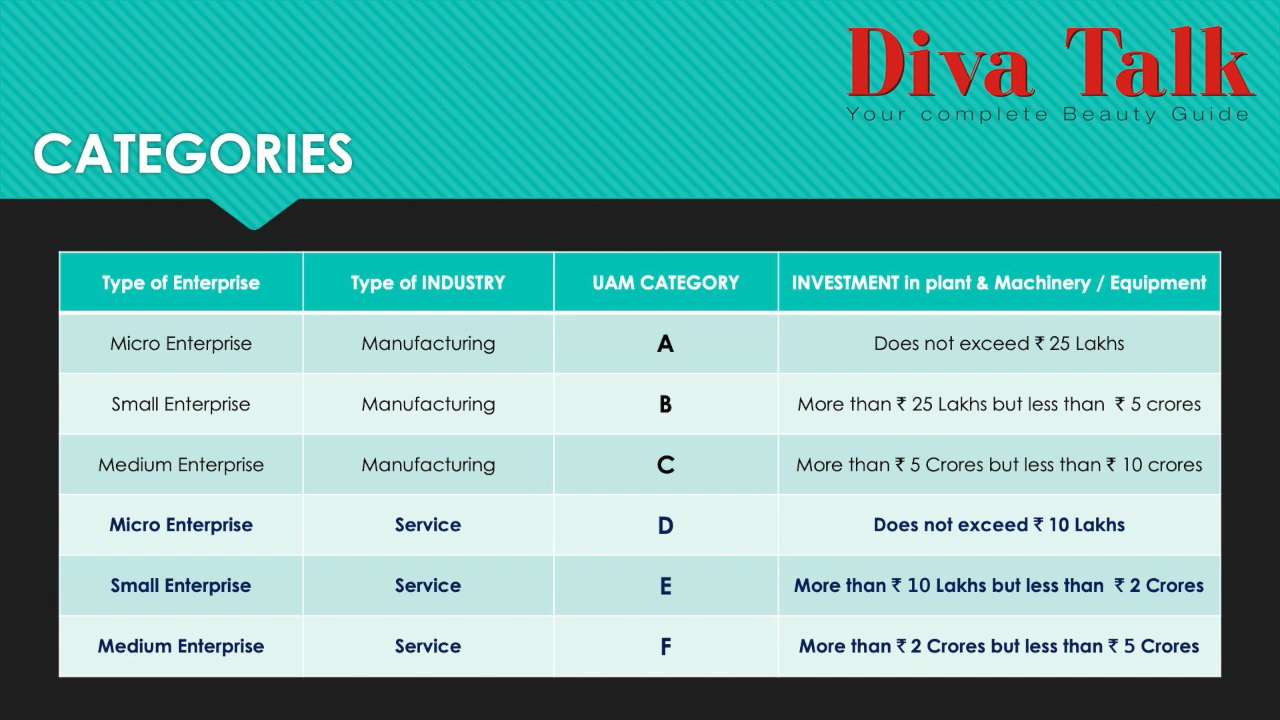 Diva Talk
Your complete Beauty Guide
CATEGORIES
Type of Enterprise Type of INDUSTRY UAM CATEGORY INVESTMENT in plant & Machinery / Equipment
Micro Enterprise Manufacturing A Does not exceed ₹ 25 Lakhs
Small Enterprise Manufacturing B More than ₹ 25 Lakhs but less than ₹ 5 crores
Medium Enterprise Manufacturing C More than ₹ 5 Crores but less than ₹ 10 crores
Micro Enterprise Service D Does not exceed ₹ 10 Lakhs
Small Enterprise Service E More than ₹ 10 Lakhs but less than ₹ 2 Crores
Medium Enterprise Service F More than ₹ 2 Crores but less than ₹ 5 Crores